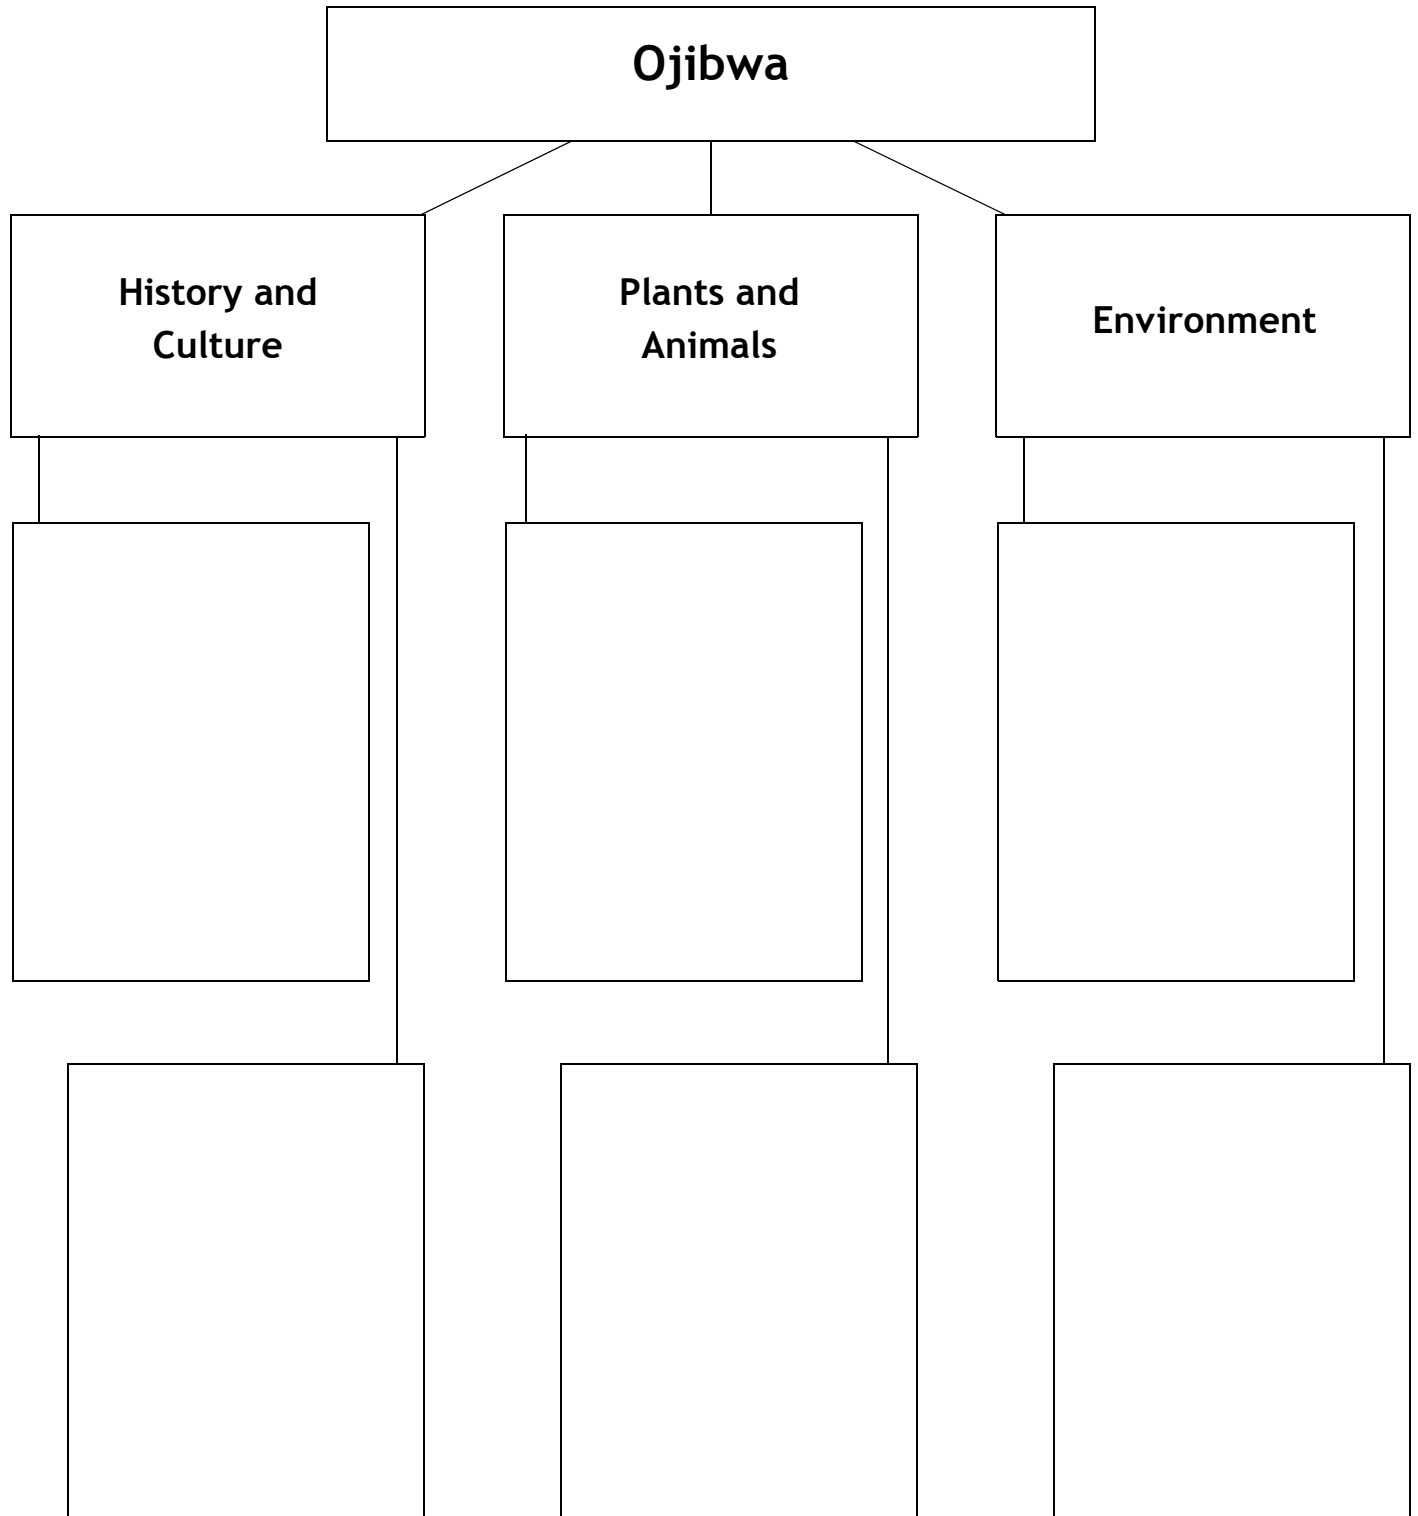 Ojibwa
History and
Culture
Plants and
Animals
Environment